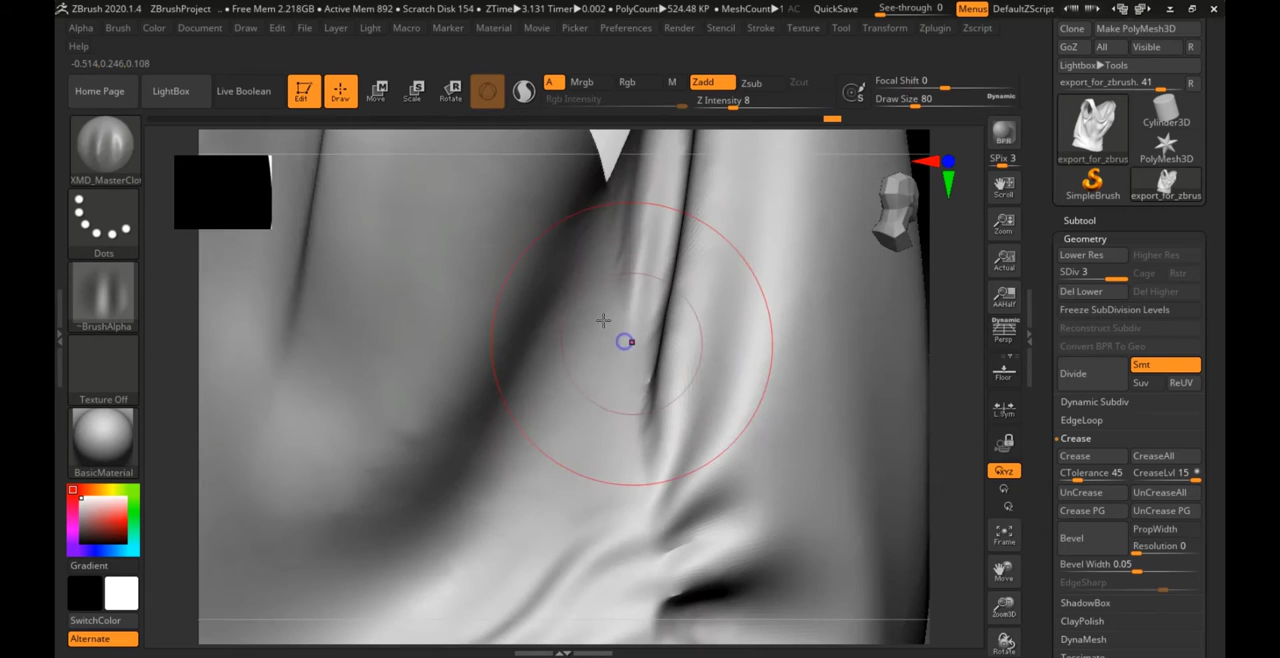 ZBrush 2020.1.4 ZBrushProject .. ● Free Mem 2.218GB ● Active Mem 892 ● Scratch Disk 154 ● ZTime▶3.131 Timer▶0.002 ● PolyCount▶524.48 KP ● MeshCount▶1 AC QuickSave See-through 0 Menus DefaultZScript
Alpha Brush Color Document Draw Edit File Layer Light Macro Marker Material Movie Picker Preferences Render Stencil Stroke Texture Tool Transform Zplugin Zscript
Help
-0.514,0.246,0.108
Home Page LightBox Live Boolean Edit Draw Move Scale Rotate
A Mrgb Rgb M Zadd Zsub Zcut
Rgb Intensity Z Intensity 8
Focal Shift 0
Draw Size 80 Dynamic
XMD_MasterClot
Dots
~BrushAlpha
Texture Off
BasicMaterial
Gradient
SwitchColor
Alternate
BPR
SPix 3
Scroll
Zoom
Actual
AAHalf
Dynamic
Persp
Floor
L.Sym
XYZ
Frame
Move
Zoom3D
Rotate
Clone Make PolyMesh3D
GoZ All Visible R
Lightbox▶Tools
export_for_zbrush. 41 R
export_for_zbrus Cylinder3D
PolyMesh3D
SimpleBrush export_for_zbrus
Subtool
Geometry
Lower Res Higher Res
SDiv 3 Cage Rstr
Del Lower Del Higher
Freeze SubDivision Levels
Reconstruct Subdiv
Convert BPR To Geo
Divide Smt
Suv ReUV
Dynamic Subdiv
EdgeLoop
Crease
Crease CreaseAll
CTolerance 45 CreaseLvl 15
UnCrease UnCreaseAll
Crease PG UnCrease PG
Bevel PropWidth
Resolution 0
Bevel Width 0.05
EdgeSharp
ShadowBox
ClayPolish
DynaMesh